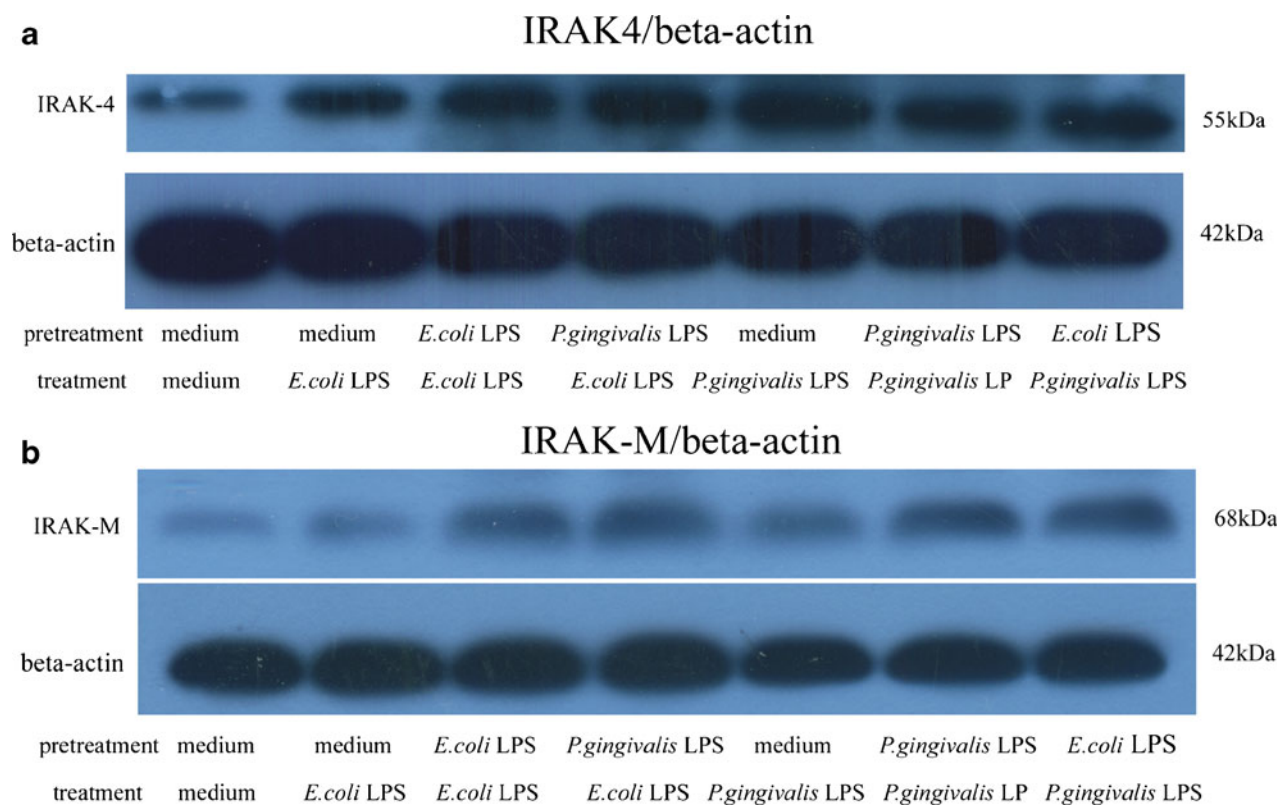 a
IRAK4/beta-actin
IRAK-4
55kDa
beta-actin
42kDa
pretreatment medium medium E.coli LPS P.gingivalis LPS medium P.gingivalis LPS E.coli LPS
treatment medium E.coli LPS E.coli LPS E.coli LPS P.gingivalis LPS P.gingivalis LP P.gingivalis LPS
b
IRAK-M/beta-actin
IRAK-M
68kDa
beta-actin
42kDa
pretreatment medium medium E.coli LPS P.gingivalis LPS medium P.gingivalis LPS E.coli LPS
treatment medium E.coli LPS E.coli LPS E.coli LPS P.gingivalis LPS P.gingivalis LP P.gingivalis LPS